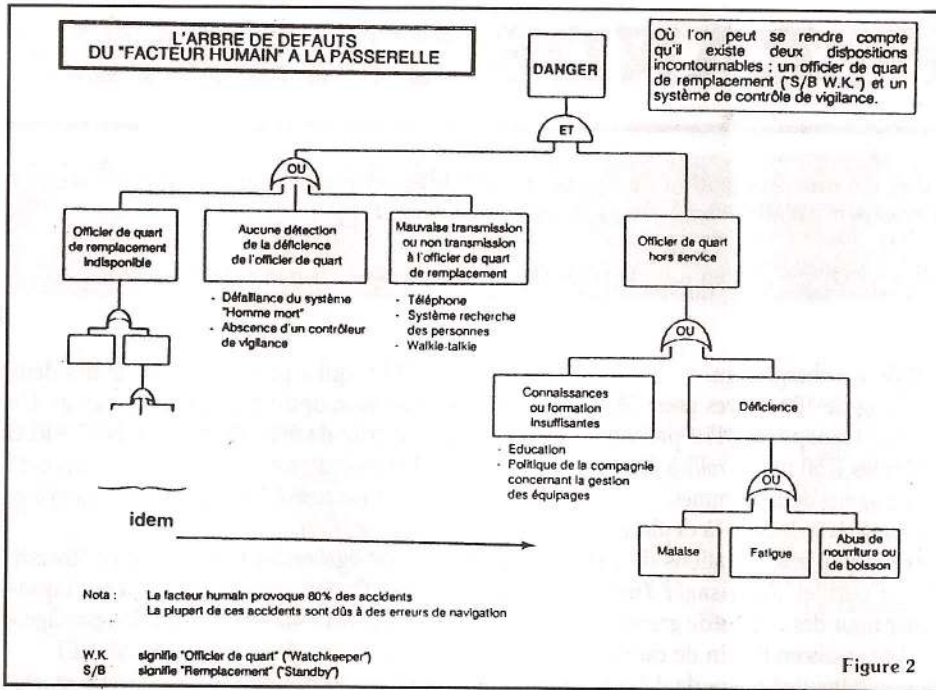 L'ARBRE DE DEFAUTS
DU "FACTEUR HUMAIN" A LA PASSERELLE
DANGER
Où l'on peut se rendre compte
qu'il existe deux dispositions
incontournables ; un officier de quart
de remplacement ("S/B W.K.") et un
système de contrôle de vigilance.
ET
OU
Officier de quart
de remplacement
indisponible
Aucune détection
de la déficience
de l'officier de quart
Mauvaise transmission
ou non transmission
à l'officier de quart
de remplacement
Officier de quart
hors service
- Défaillance du système
"Homme mort"
- Absence d'un contrôleur
de vigilance
- Téléphone
- Système recherche
des personnes
- Walkie-talkie
OU
Connaissances
ou formation
Insuffisantes
Déficience
- Education
- Politique de la compagnie
concernant la gestion
des équipages
OU
idem
Malaise
Fatigue
Abus de
nourriture ou
de boisson
Nota : Le facteur humain provoque 80% des accidents
La plupart de ces accidents sont dûs à des erreurs de navigation
W.K. signifie "Officier de quart" ("Watchkeeper")
S/B signifie "Remplacement" ("Standby")
Figure 2